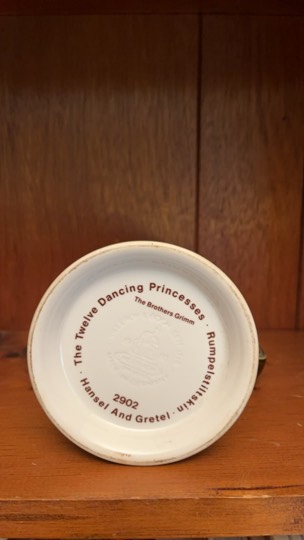 The Twelve Dancing Princesses · Rumpelstiltskin · Hansel And Gretel ·
The Brothers Grimm
2902